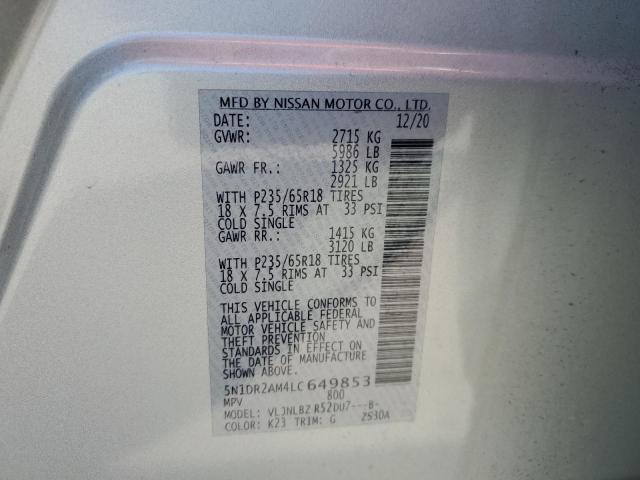 MFD BY NISSAN MOTOR CO., LTD.
DATE: 12/20
GVWR: 2715 KG
5986 LB
GAWR FR.: 1325 KG
2921 LB
WITH P235/65R18 TIRES
18 X 7.5 RIMS AT 33 PSI
COLD SINGLE
GAWR RR.: 1415 KG
3120 LB
WITH P235/65R18 TIRES
18 X 7.5 RIMS AT 33 PSI
COLD SINGLE
THIS VEHICLE CONFORMS TO
ALL APPLICABLE FEDERAL
MOTOR VEHICLE SAFETY AND
THEFT PREVENTION
STANDARDS IN EFFECT ON
THE DATE OF MANUFACTURE
SHOWN ABOVE.
5N1DR2AM4LC649853
MPV 800
MODEL: VLJNLBZ R52DU7---B-
COLOR: K23 TRIM: G ZS30A